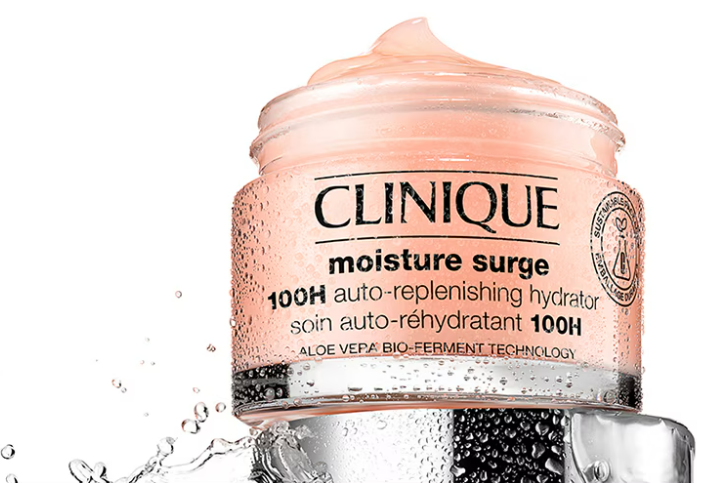 CLINIQUE
moisture surge
100H auto-replenishing hydrator
soin auto-réhydratant 100H
ALOE VERA BIO-FERMENT TECHNOLOGY